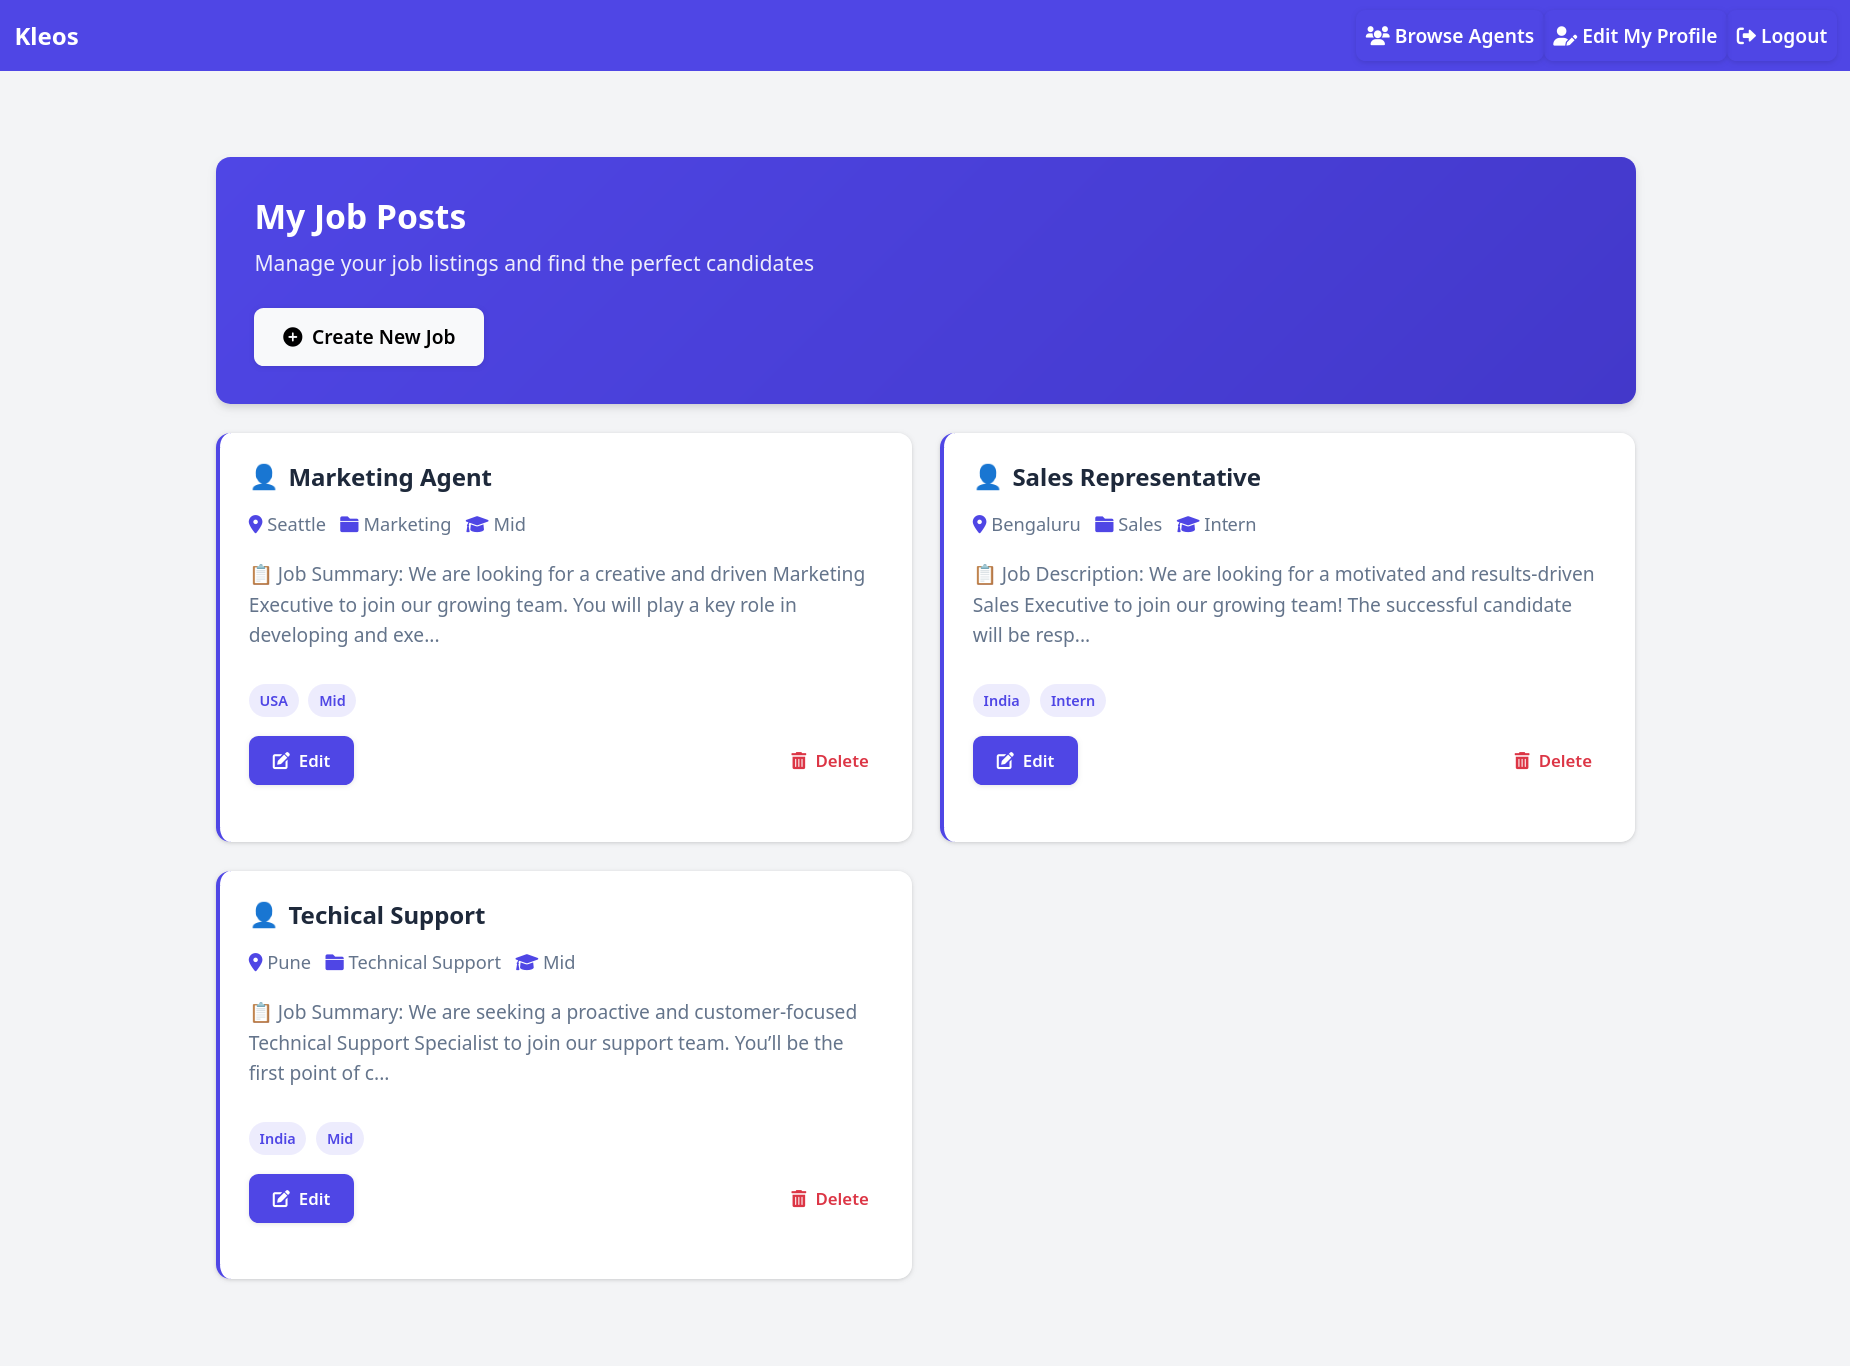 Kleos
Browse Agents Edit My Profile Logout
My Job Posts
Manage your job listings and find the perfect candidates
Create New Job
Marketing Agent
Seattle Marketing Mid
Job Summary: We are looking for a creative and driven Marketing
Executive to join our growing team. You will play a key role in
developing and exe...
USA Mid
Edit Delete
Sales Representative
Bengaluru Sales Intern
Job Description: We are looking for a motivated and results-driven
Sales Executive to join our growing team! The successful candidate
will be resp...
India Intern
Edit Delete
Techical Support
Pune Technical Support Mid
Job Summary: We are seeking a proactive and customer-focused
Technical Support Specialist to join our support team. You’ll be the
first point of c...
India Mid
Edit Delete